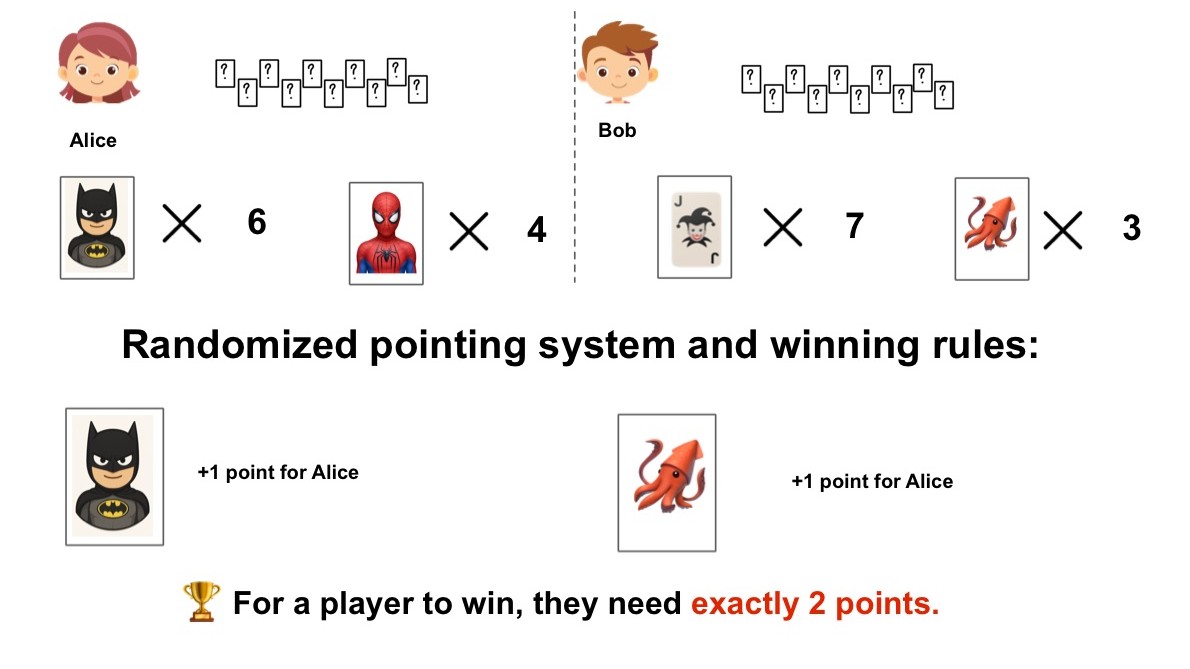 ? ? ? ? ? ? ? ? ? ?
? ? ? ? ? ? ? ? ? ?
Alice
Bob
6
4
J
J
7
3
Randomized pointing system and winning rules:
+1 point for Alice
+1 point for Alice
For a player to win, they need exactly 2 points.